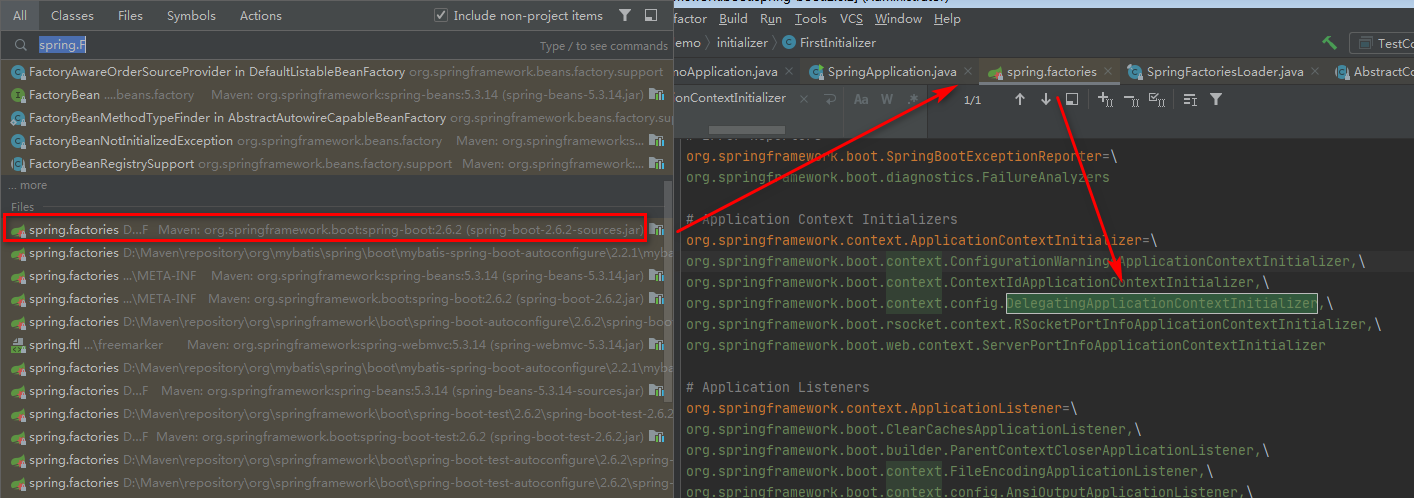 All Classes Files Symbols Actions Include non-project items
spring.F Type / to see commands
FactoryAwareOrderSourceProvider in DefaultListableBeanFactory org.springframework.beans.factory.support
FactoryBean ....beans.factory Maven: org.springframework:spring-beans:5.3.14 (spring-beans-5.3.14.jar)
FactoryBeanMethodTypeFinder in AbstractAutowireCapableBeanFactory org.springframework.beans.factory.support
FactoryBeanNotInitializedException org.springframework.beans.factory Maven: org.springframework:s...
FactoryBeanRegistrySupport org.springframework.beans.factory.support Maven: org.springframework:s...
... more
Files
spring.factories D...F Maven: org.springframework.boot:spring-boot:2.6.2 (spring-boot-2.6.2-sources.jar)
spring.factories D:\Maven\repository\org\mybatis\spring\boot\mybatis-spring-boot-autoconfigure\2.2.1\myba
spring.factories ...\META-INF Maven: org.springframework:spring-beans:5.3.14 (spring-beans-5.3.14.jar)
spring.factories ...\META-INF Maven: org.springframework.boot:spring-boot:2.6.2 (spring-boot-2.6.2.jar)
spring.factories D:\Maven\repository\org\springframework\boot\spring-boot-autoconfigure\2.6.2\spring-boo
spring.ftl ...\freemarker Maven: org.springframework:spring-webmvc:5.3.14 (spring-webmvc-5.3.14.jar)
spring.factories D:\Maven\repository\org\mybatis\spring\boot\mybatis-spring-boot-autoconfigure\2.2.1\myba
spring.factories D...F Maven: org.springframework:spring-beans:5.3.14 (spring-beans-5.3.14-sources.jar)
spring.factories D:\Maven\repository\org\springframework\boot\spring-boot-test\2.6.2\spring-boot-test-2.6.2
spring.factories D...F Maven: org.springframework.boot:spring-boot-test:2.6.2 (spring-boot-test-2.6.2.jar)
spring.factories D:\Maven\repository\org\springframework\boot\spring-boot-test-autoconfigure\2.6.2\spring-
spring.factories D:\Maven\repository\org\springframework\boot\spring-boot-test-autoconfigure\2.6.2\spring-
factor Build Run Tools VCS Window Help
emo initializer FirstInitializer TestCo
noApplication.java SpringApplication.java spring.factories SpringFactoriesLoader.java AbstractCo
onContextInitializer Aa W .* 1/1
org.springframework.boot.SpringBootExceptionReporter=\
org.springframework.boot.diagnostics.FailureAnalyzers
# Application Context Initializers
org.springframework.context.ApplicationContextInitializer=\
org.springframework.boot.context.ConfigurationWarningsApplicationContextInitializer,\
org.springframework.boot.context.ContextIdApplicationContextInitializer,\
org.springframework.boot.context.config.DelegatingApplicationContextInitializer,\
org.springframework.boot.rsocket.context.RSocketPortInfoApplicationContextInitializer,\
org.springframework.boot.web.context.ServerPortInfoApplicationContextInitializer
# Application Listeners
org.springframework.context.ApplicationListener=\
org.springframework.boot.ClearCachesApplicationListener,\
org.springframework.boot.builder.ParentContextCloserApplicationListener,\
org.springframework.boot.context.FileEncodingApplicationListener,\
org.springframework.boot.context.config.AnsiOutputApplicationListener,\